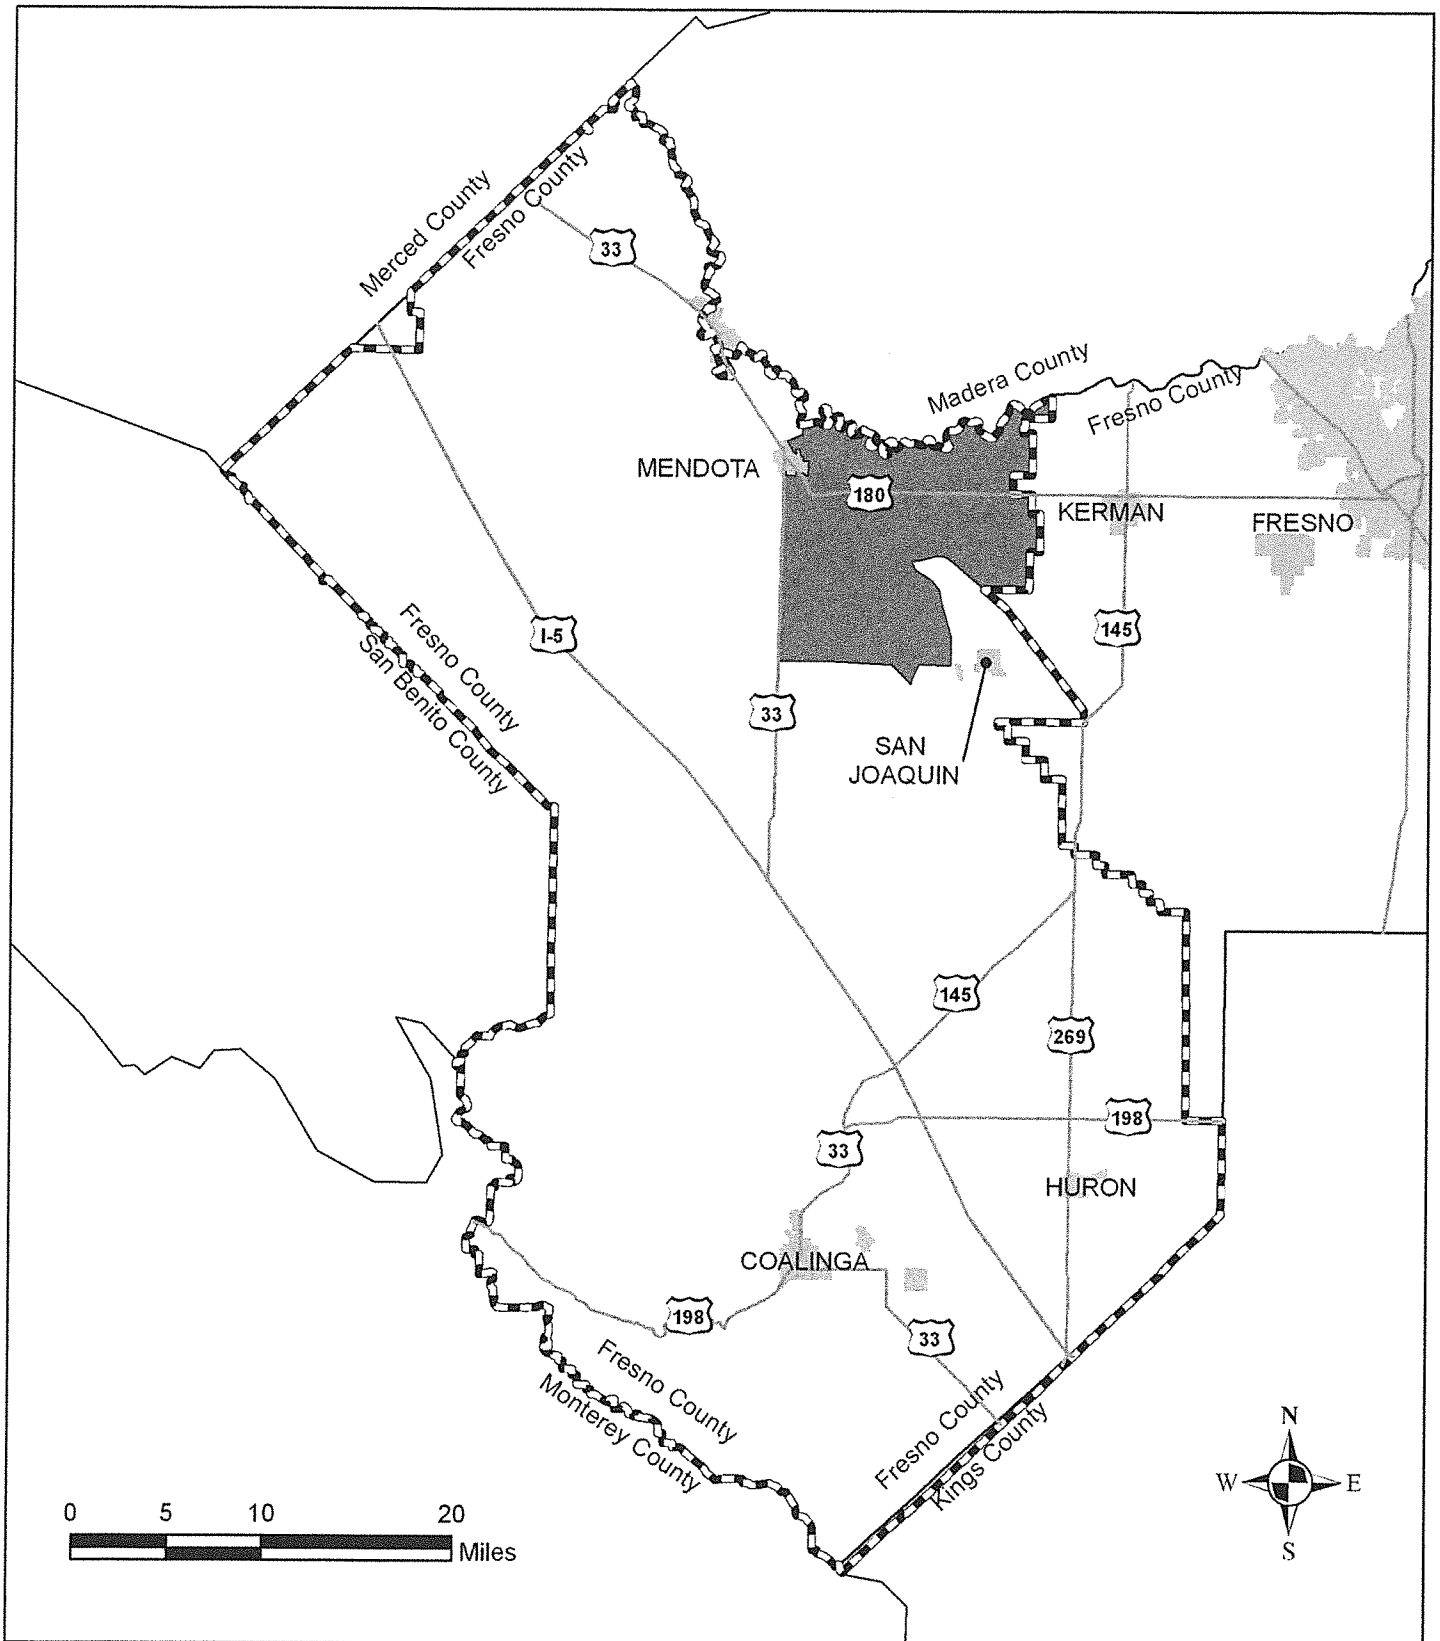 Merced County
Fresno County
33
Madera County
Fresno County
MENDOTA
180
KERMAN
FRESNO
I-5
145
Fresno County
San Benito County
33
SAN
JOAQUIN
145
269
198
33
HURON
COALINGA
198
33
Fresno County
Monterey County
Fresno County
Kings County
N
W
E
S
0
5
10
20
Miles